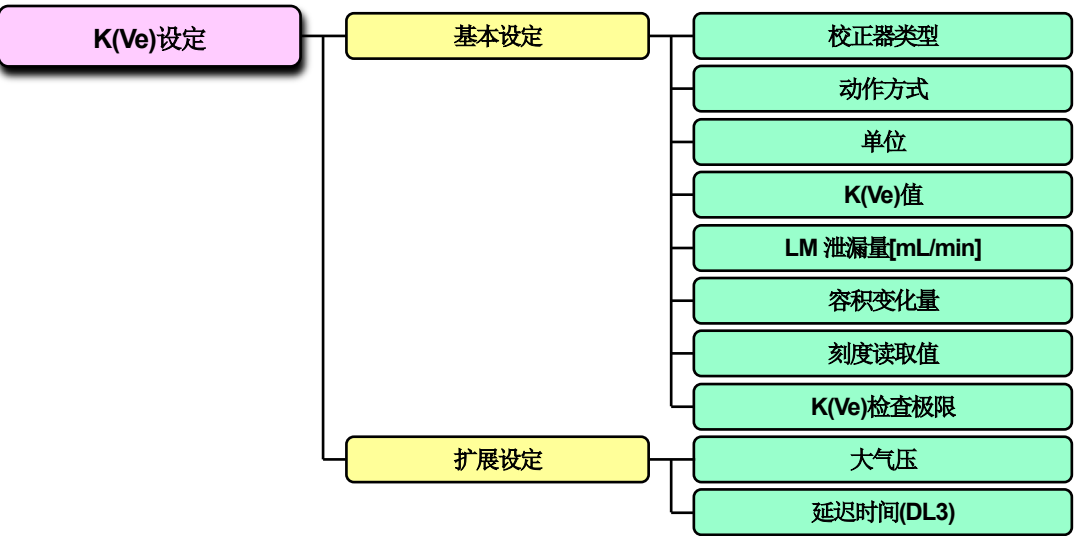 K(Ve)设定
基本设定
校正器类型
动作方式
单位
K(Ve)值
LM 泄漏量[mL/min]
容积变化量
刻度读取值
K(Ve)检查极限
扩展设定
大气压
延迟时间(DL3)